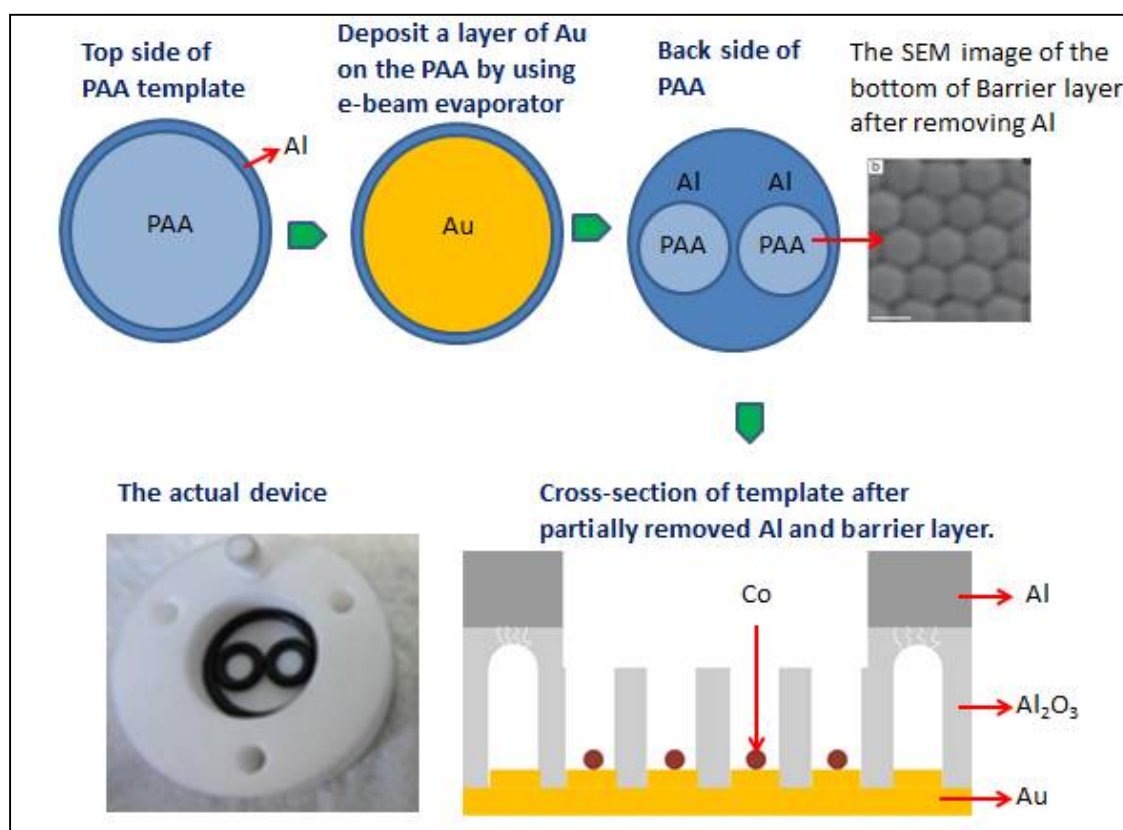 Top side of
PAA template
Al
PAA
Deposit a layer of Au
on the PAA by using
e-beam evaporator
Au
Back side of
PAA
Al
Al
PAA
PAA
The SEM image of the
bottom of Barrier layer
after removing Al
b
The actual device
Cross-section of template after
partially removed Al and barrier layer.
Co
Al
Al₂O₃
Au